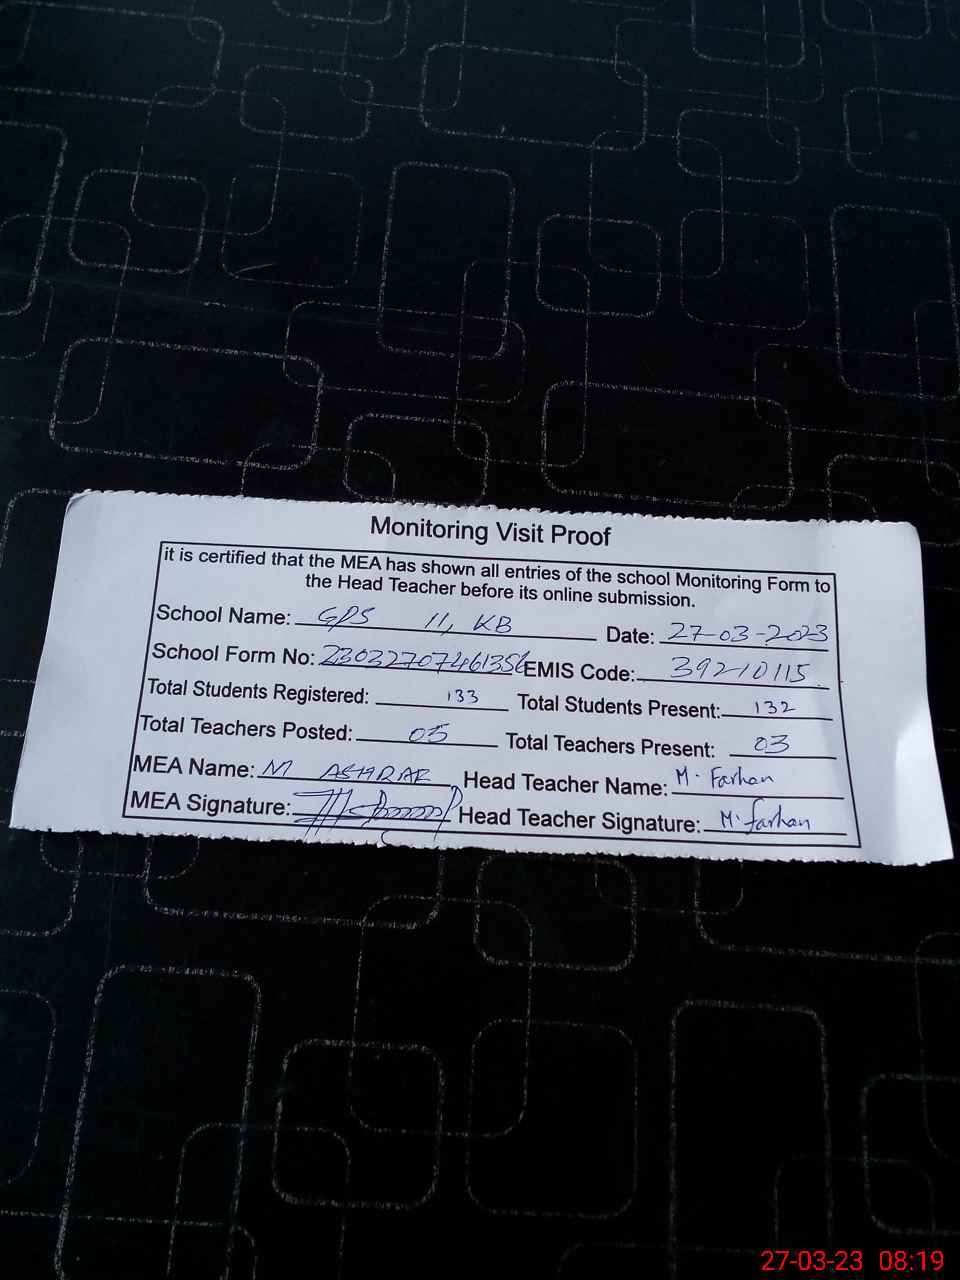 Monitoring Visit Proof
it is certified that the MEA has shown all entries of the school Monitoring Form to
the Head Teacher before its online submission.
School Name: GPS 11, KB Date: 27-03-2023
School Form No: EMIS Code: 39210115
Total Students Registered: 133 Total Students Present: 132
Total Teachers Posted: 05 Total Teachers Present: 03
MEA Name: M ASHRAF Head Teacher Name: M. Farhan
MEA Signature: Head Teacher Signature: M. farhan
27-03-23 08:19